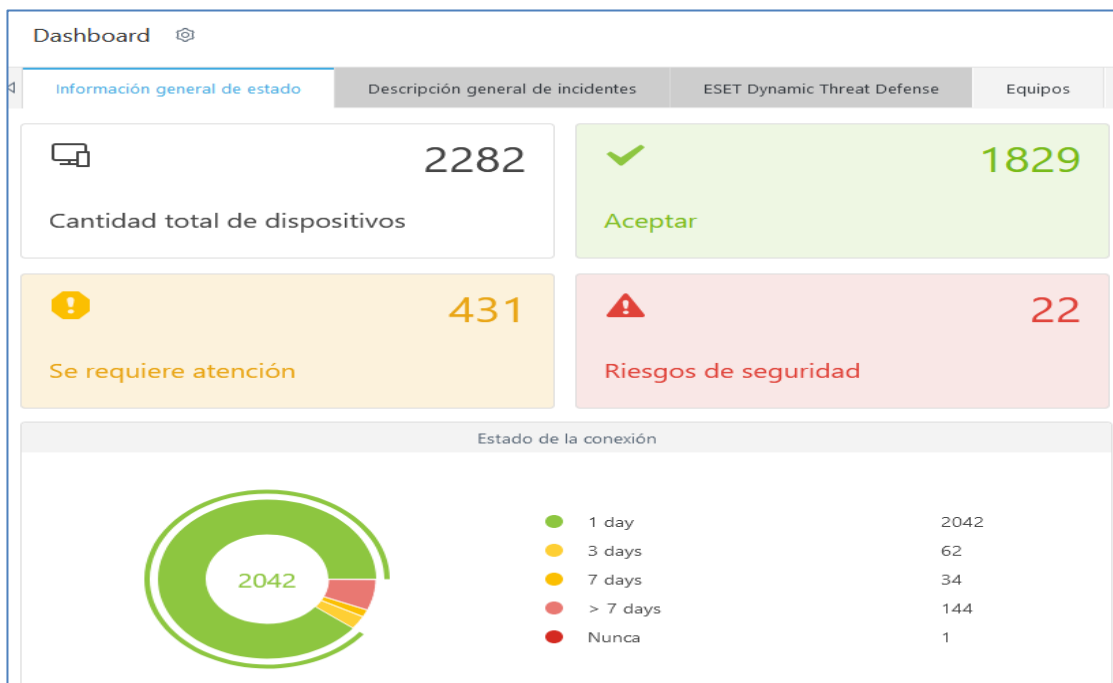 Dashboard
Información general de estado
Descripción general de incidentes
ESET Dynamic Threat Defense
Equipos
2282
Cantidad total de dispositivos
1829
Aceptar
431
Se requiere atención
22
Riesgos de seguridad
Estado de la conexión
2042
1 day 2042
3 days 62
7 days 34
> 7 days 144
Nunca 1